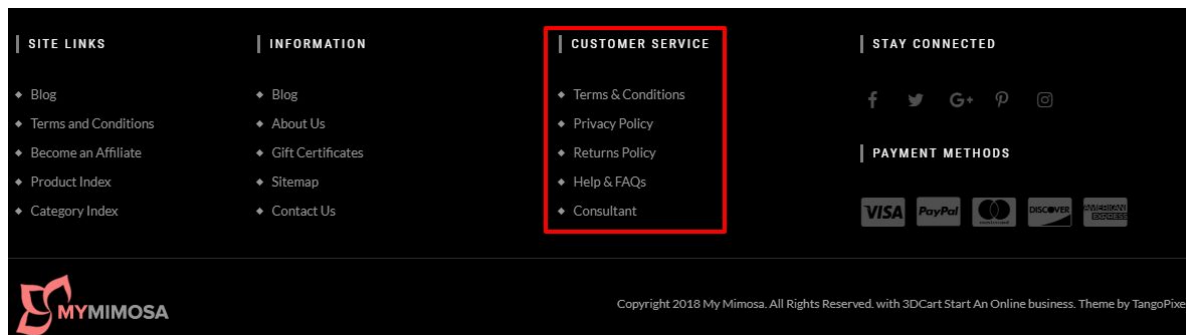 SITE LINKS
Blog
Terms and Conditions
Become an Affiliate
Product Index
Category Index
INFORMATION
Blog
About Us
Gift Certificates
Sitemap
Contact Us
CUSTOMER SERVICE
Terms & Conditions
Privacy Policy
Returns Policy
Help & FAQs
Consultant
STAY CONNECTED
G+
PAYMENT METHODS
VISA
PayPal
DISCOVER
AMERICAN
EXPRESS
MYMIMOSA
Copyright 2018 My Mimosa. All Rights Reserved. with 3DCart Start An Online business. Theme by TangoPixe